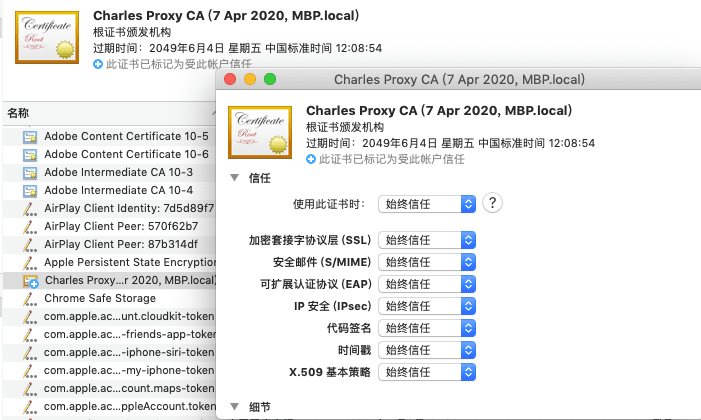 Charles Proxy CA (7 Apr 2020, MBP.local)
根证书颁发机构
过期时间：2049年6月4日 星期五 中国标准时间 12:08:54
此证书已标记为受此帐户信任
名称
Adobe Content Certificate 10-5
Adobe Content Certificate 10-6
Adobe Intermediate CA 10-3
Adobe Intermediate CA 10-4
AirPlay Client Identity: 7d5d89f7
AirPlay Client Peer: 570f62b7
AirPlay Client Peer: 87b314df
Apple Persistent State Encryption
Charles Proxy...r 2020, MBP.local)
Chrome Safe Storage
com.apple.ac...unt.cloudkit-token
com.apple.ac...-friends-app-token
com.apple.ac...-iphone-siri-token
com.apple.ac...-my-iphone-token
com.apple.ac...count.maps-token
com.apple.ac...ppleAccount.token
Charles Proxy CA (7 Apr 2020, MBP.local)
Certificate
Root
Charles Proxy CA (7 Apr 2020, MBP.local)
根证书颁发机构
过期时间：2049年6月4日 星期五 中国标准时间 12:08:54
此证书已标记为受此帐户信任
信任
使用此证书时： 始终信任 ?
加密套接字协议层 (SSL) 始终信任
安全邮件 (S/MIME) 始终信任
可扩展认证协议 (EAP) 始终信任
IP 安全 (IPsec) 始终信任
代码签名 始终信任
时间戳 始终信任
X.509 基本策略 始终信任
细节